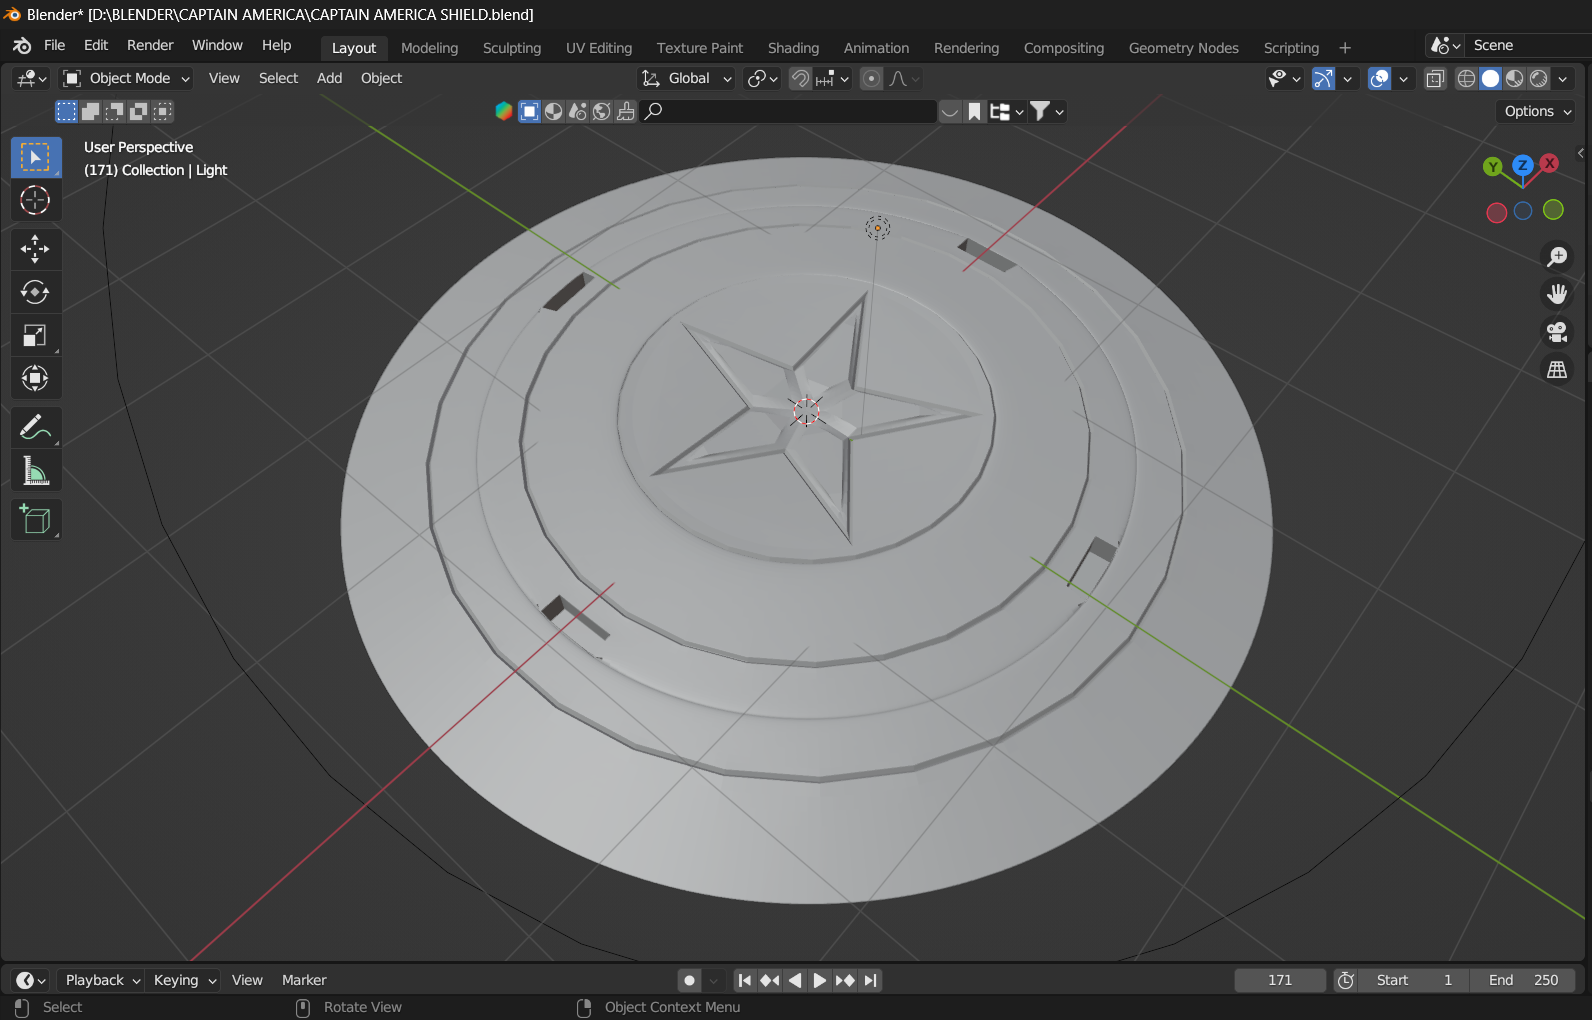 Blender* [D:\BLENDER\CAPTAIN AMERICA\CAPTAIN AMERICA SHIELD.blend]
File Edit Render Window Help Layout Modeling Sculpting UV Editing Texture Paint Shading Animation Rendering Compositing Geometry Nodes Scripting + Scene
Object Mode View Select Add Object Global
Options
User Perspective
(171) Collection | Light
Y Z X
Playback Keying View Marker 171 Start 1 End 250
Select Rotate View Object Context Menu